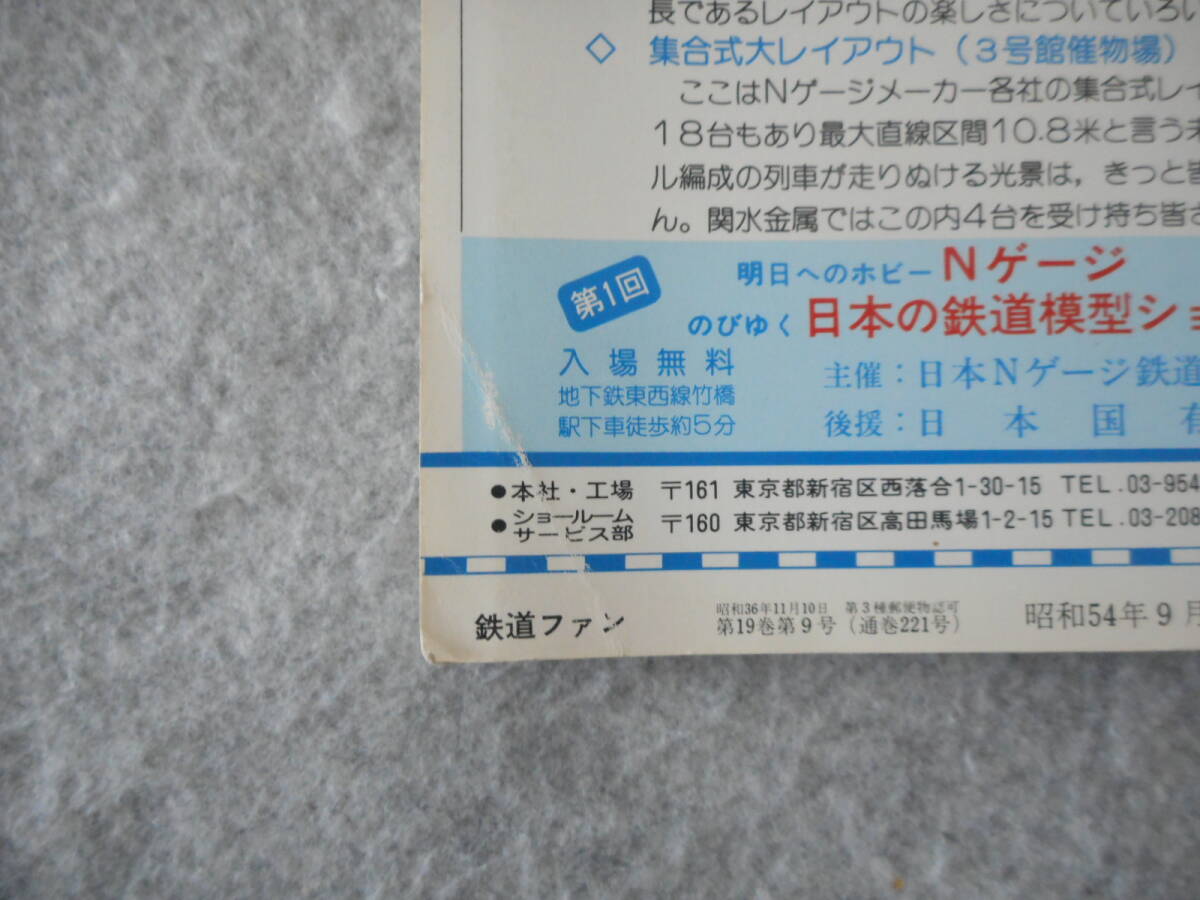 長であるレイアウトの楽しさについていろい
◇ 集合式大レイアウト（3号館催物場）
ここはNゲージメーカー各社の集合式レイ
18台もあり最大直線区間10.8米と言う
ル編成の列車が走りぬける光景は，きっと皆
ん。関水金属ではこの内4台を受け持ち皆
第1回
明日へのホビー Nゲージ
のびゆく 日本の鉄道模型ショ
入場無料
地下鉄東西線竹橋
駅下車徒歩約5分
主催：日本Nゲージ鉄道
後援：日本国有
●本社・工場 〒161 東京都新宿区西落合1-30-15 TEL.03-954
●ショールーム サービス部 〒160 東京都新宿区高田馬場1-2-15 TEL.03-208
鉄道ファン
昭和36年11月10日 第3種郵便物認可
第19巻第9号（通巻221号）
昭和54年9月